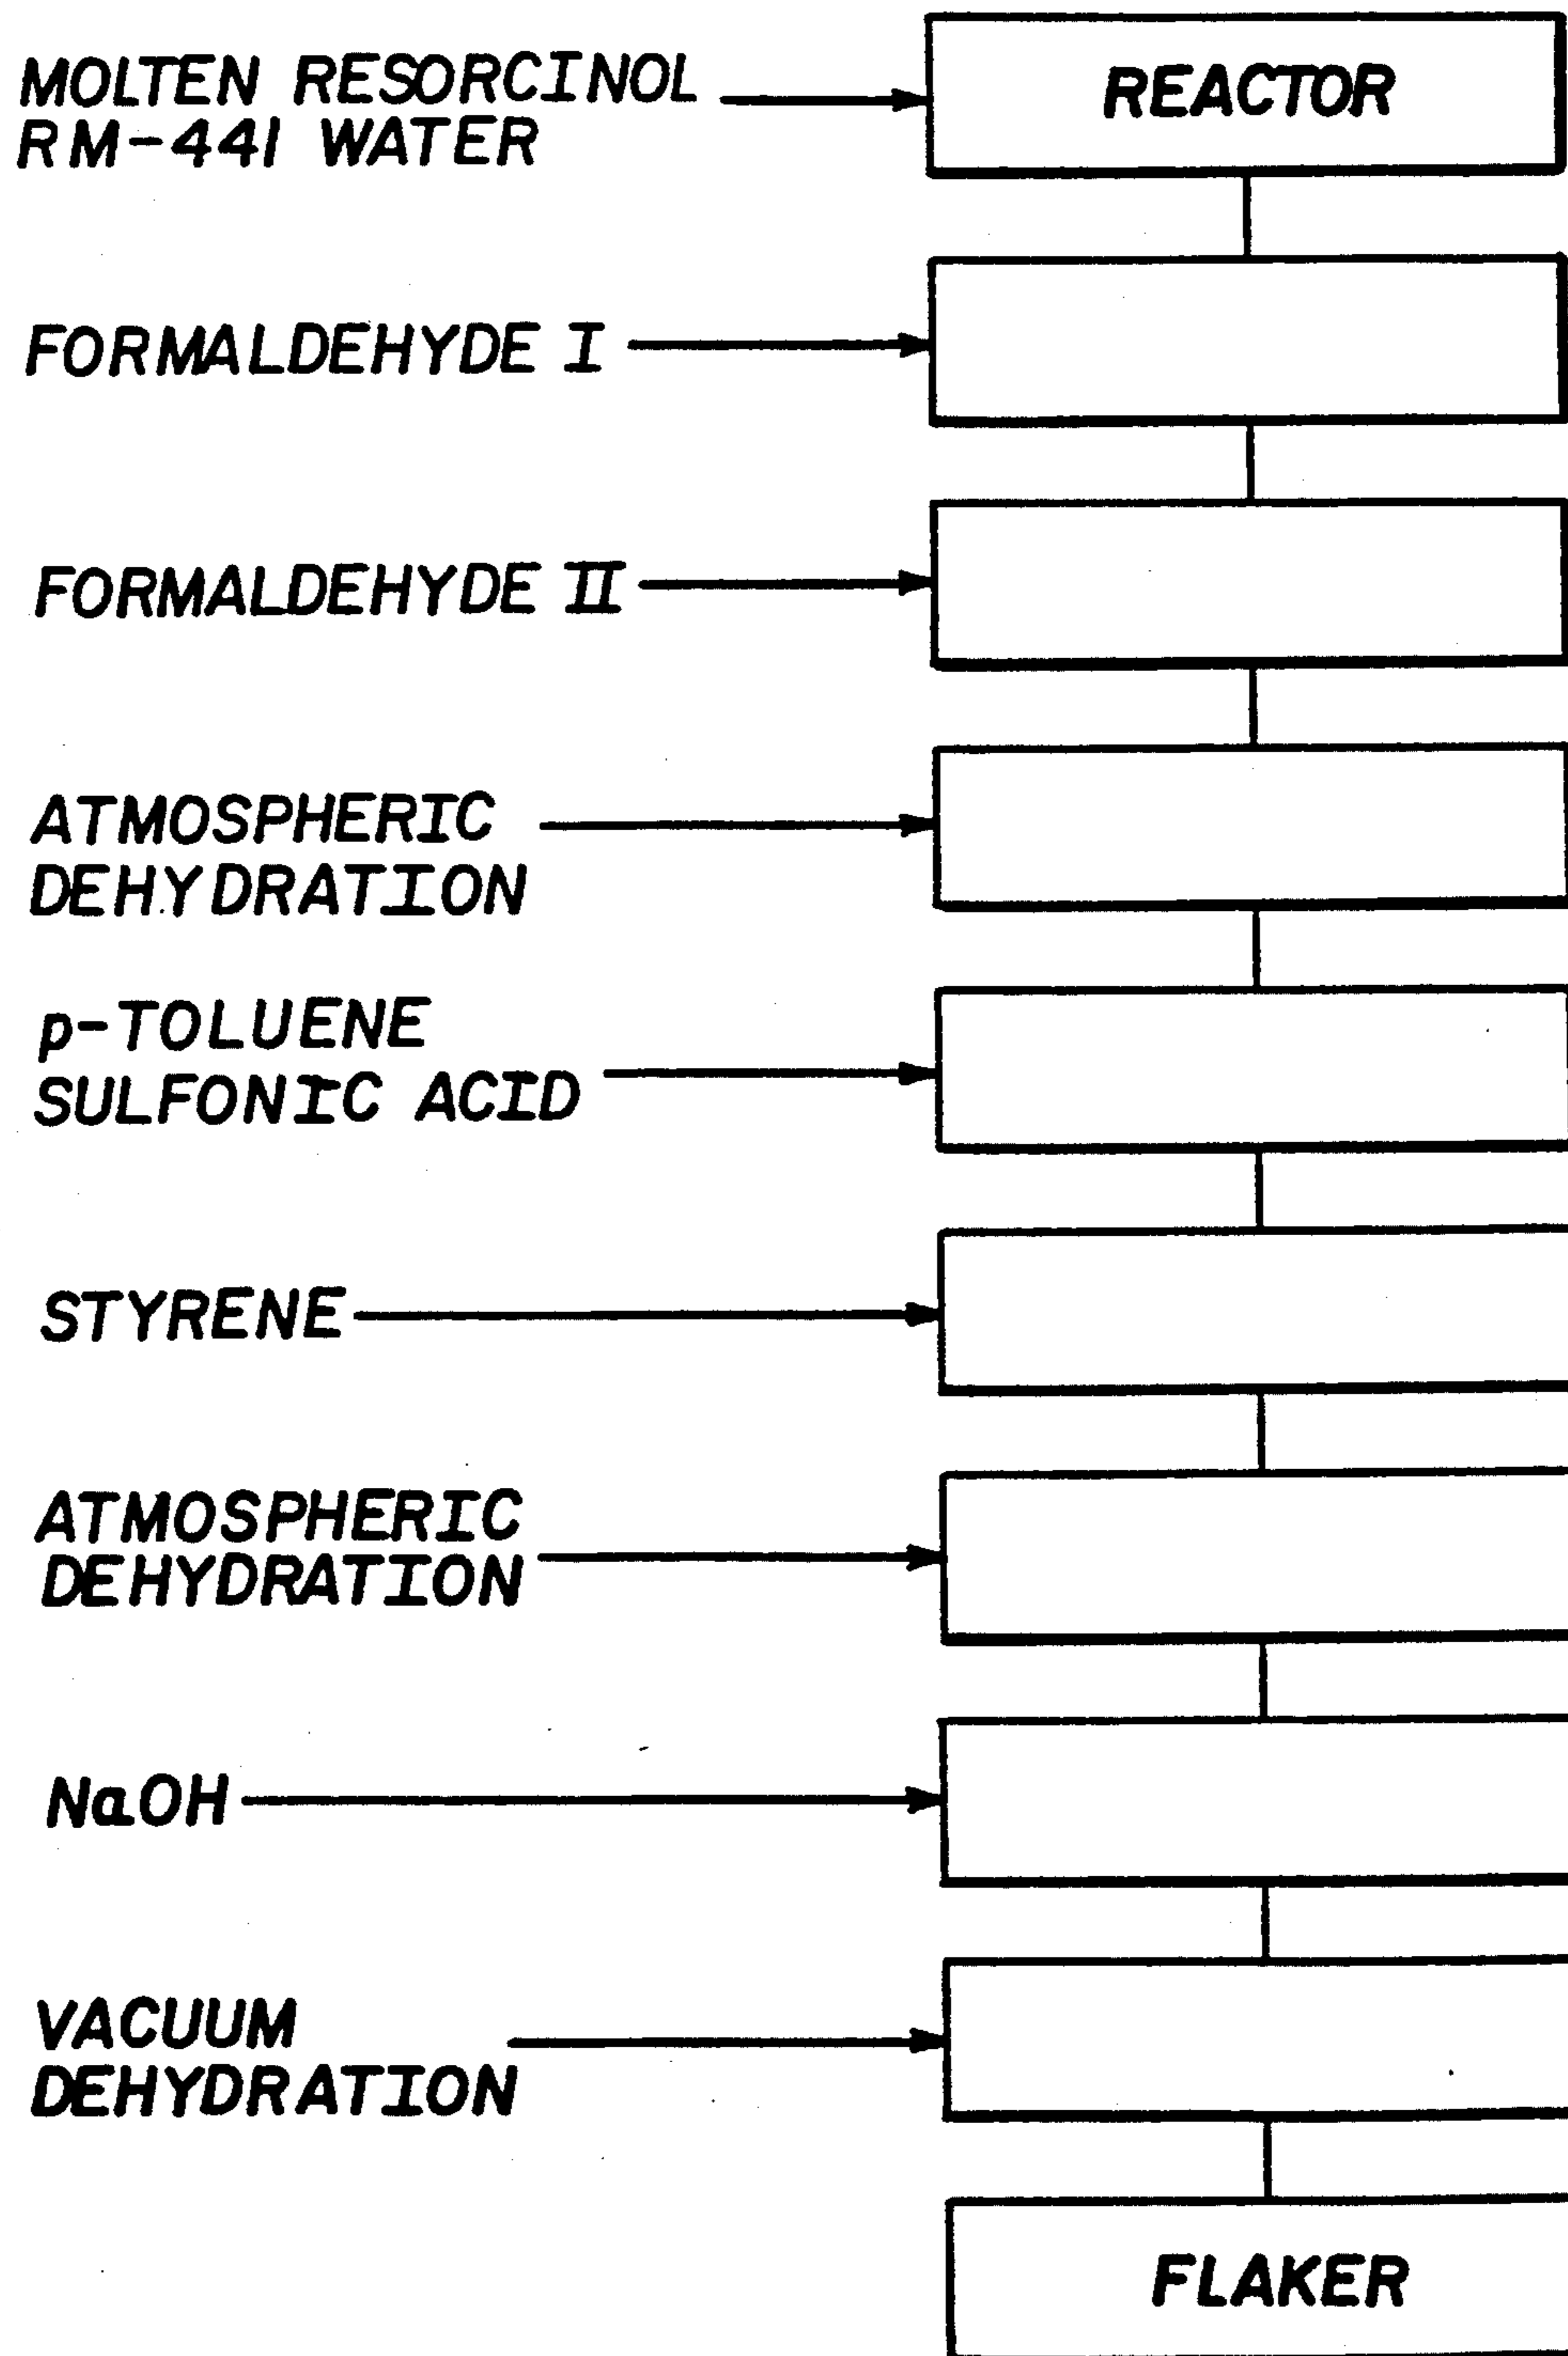 MOLTEN RESORCINOL
RM-441 WATER
REACTOR
FORMALDEHYDE I
FORMALDEHYDE II
ATMOSPHERIC
DEHYDRATION
p-TOLUENE
SULFONIC ACID
STYRENE
ATMOSPHERIC
DEHYDRATION
NaOH
VACUUM
DEHYDRATION
FLAKER